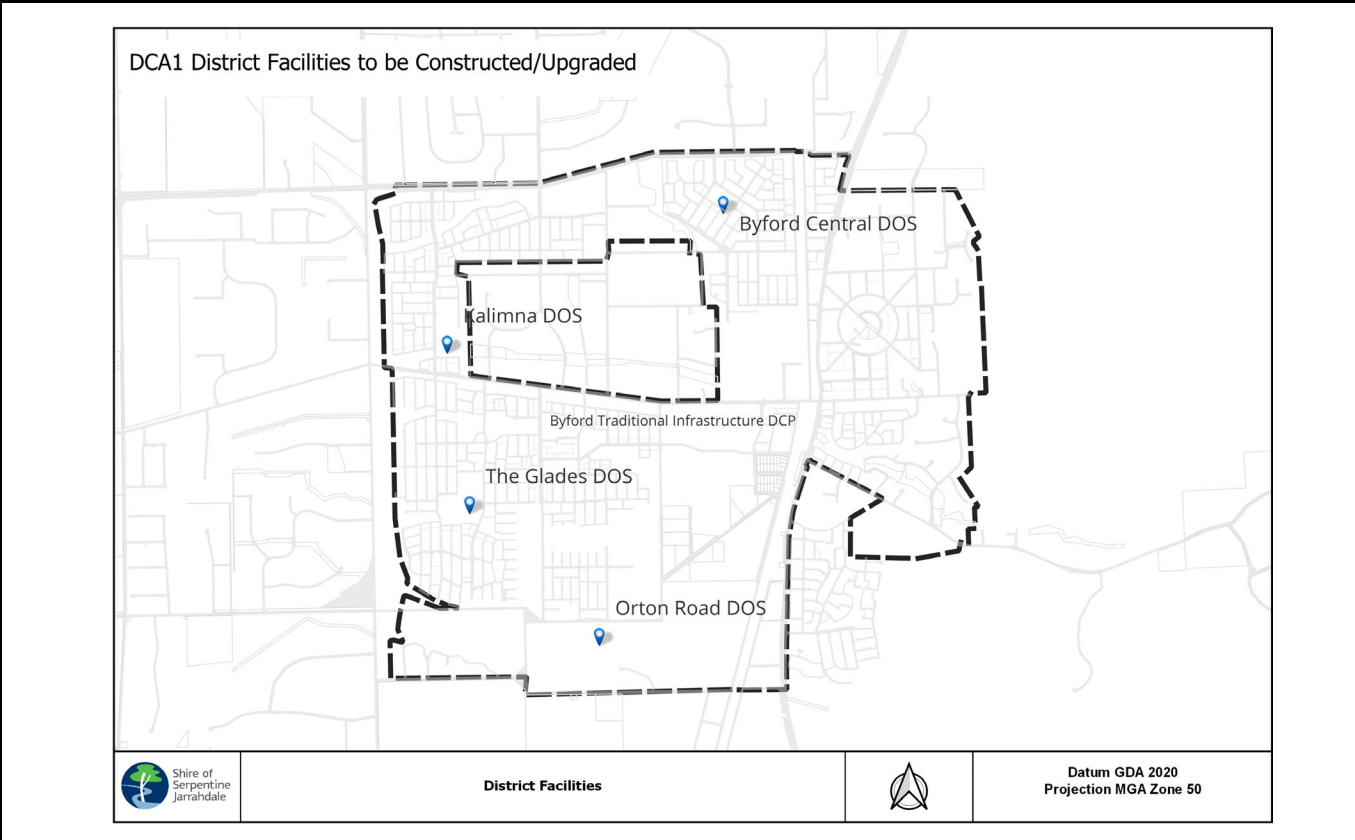 DCA1 District Facilities to be Constructed/Upgraded
Byford Central DOS
Kalimna DOS
Byford Traditional Infrastructure DCP
The Glades DOS
Orton Road DOS
Shire of
Serpentine
Jarrahdale
District Facilities
Datum GDA 2020
Projection MGA Zone 50